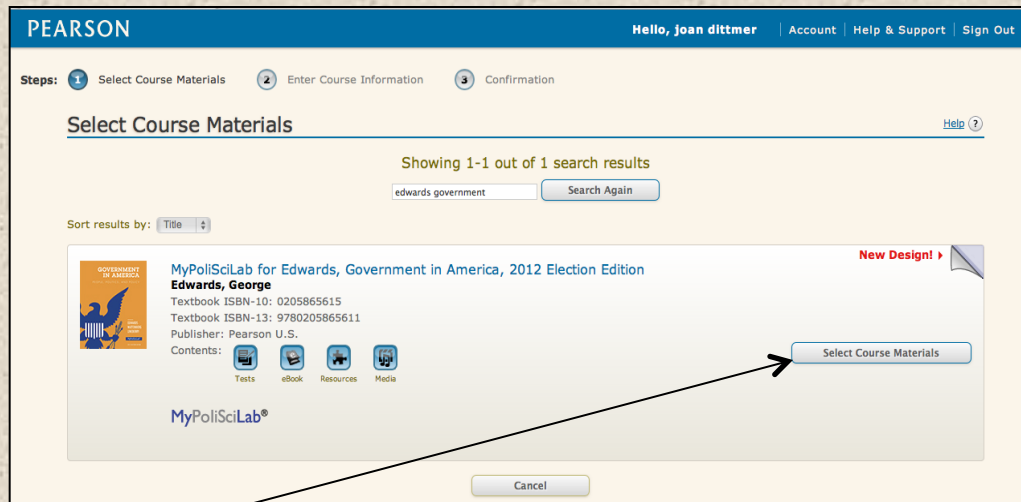 PEARSON
Hello, joan dittmer | Account | Help & Support | Sign Out
Steps: 1 Select Course Materials 2 Enter Course Information 3 Confirmation
Select Course Materials
Help ?
Showing 1-1 out of 1 search results
edwards government
Search Again
Sort results by: Title
New Design!
GOVERNMENT
IN AMERICA
MyPoliSciLab for Edwards, Government in America, 2012 Election Edition
Edwards, George
Textbook ISBN-10: 0205865615
Textbook ISBN-13: 9780205865611
Publisher: Pearson U.S.
Contents:
Tests eBook Resources Media
Select Course Materials
MyPoliSciLab®
Cancel